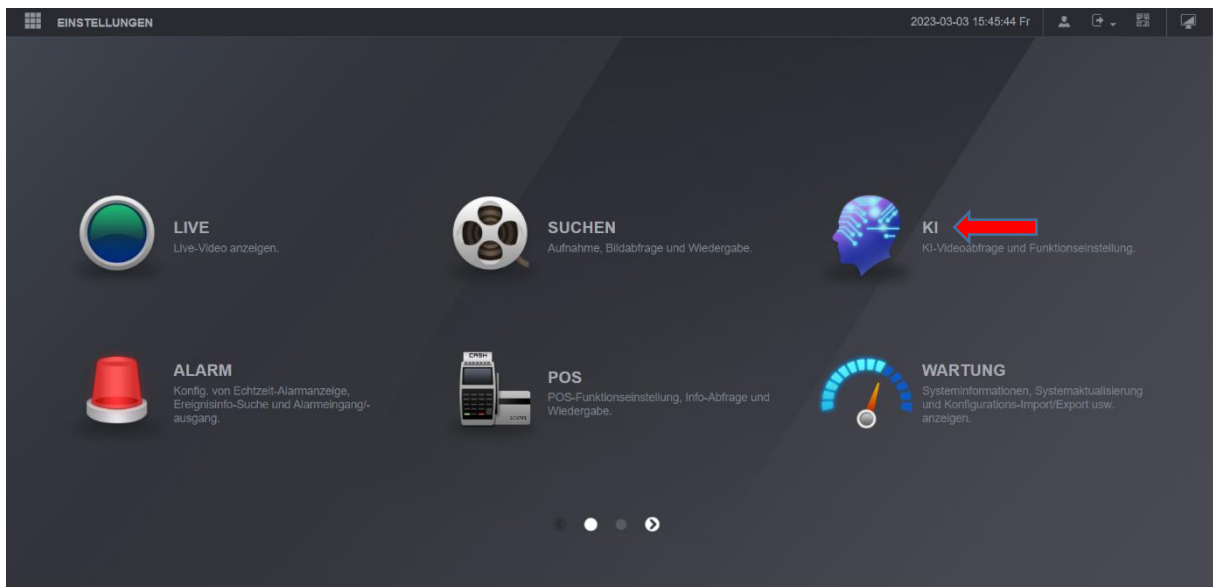 EINSTELLUNGEN
2023-03-03 15:45:44 Fr
LIVE
Live-Video anzeigen.
SUCHEN
Aufnahme, Bildabfrage und Wiedergabe.
KI
KI-Videoabfrage und Funktionseinstellung.
ALARM
Konfig. von Echtzeit-Alarmanzeige,
Ereignisinfo-Suche und Alarmeingang/-
ausgang.
CASH
POS
POS-Funktionseinstellung, Info-Abfrage und
Wiedergabe.
WARTUNG
Systeminformationen, Systemaktualisierung
und Konfigurations-Import/Export usw.
anzeigen.